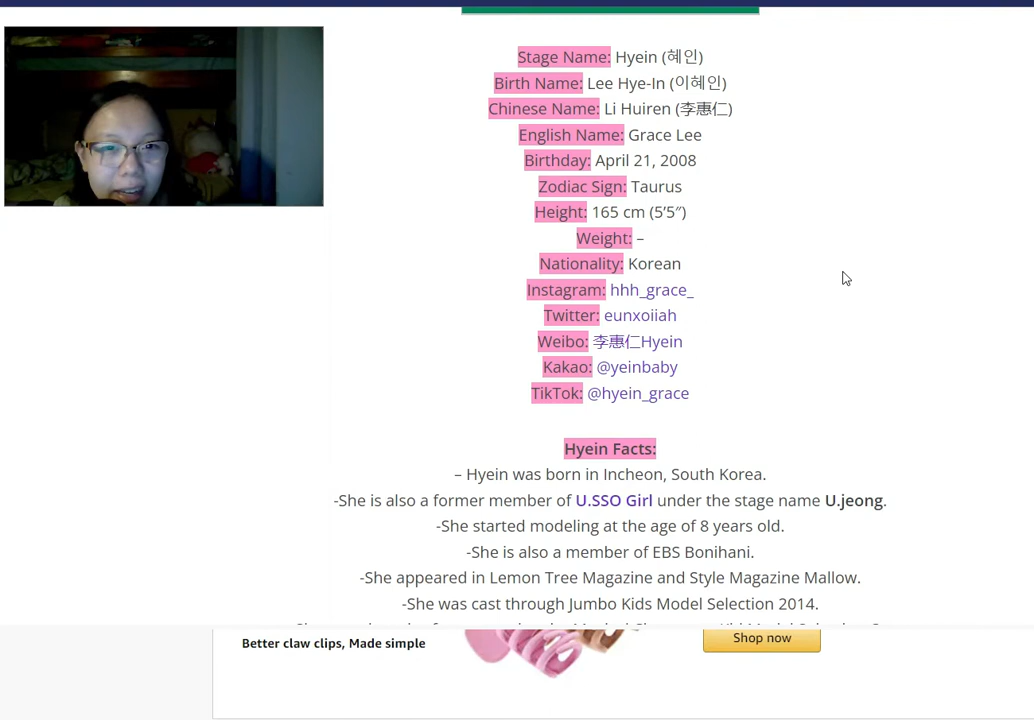 Stage Name: Hyein (혜인)
Birth Name: Lee Hye-In (이혜인)
Chinese Name: Li Huiren (李惠仁)
English Name: Grace Lee
Birthday: April 21, 2008
Zodiac Sign: Taurus
Height: 165 cm (5’5″)
Weight: –
Nationality: Korean
Instagram: hhh_grace_
Twitter: eunxoiiah
Weibo: 李惠仁Hyein
Kakao: @yeinbaby
TikTok: @hyein_grace
Hyein Facts:
– Hyein was born in Incheon, South Korea.
-She is also a former member of U.SSO Girl under the stage name U.jeong.
-She started modeling at the age of 8 years old.
-She is also a member of EBS Bonihani.
-She appeared in Lemon Tree Magazine and Style Magazine Mallow.
-She was cast through Jumbo Kids Model Selection 2014.
Better claw clips, Made simple
Shop now